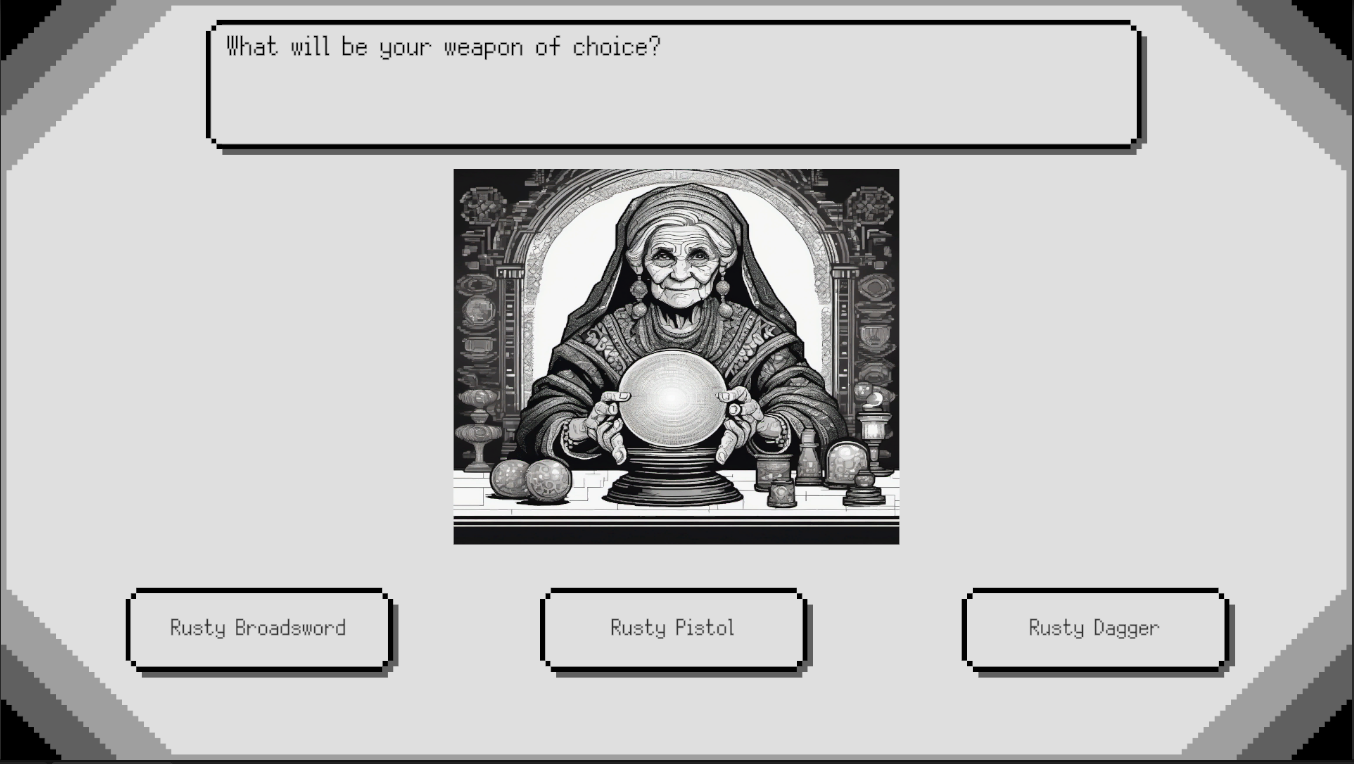 What will be your weapon of choice?
Rusty Broadsword
Rusty Pistol
Rusty Dagger